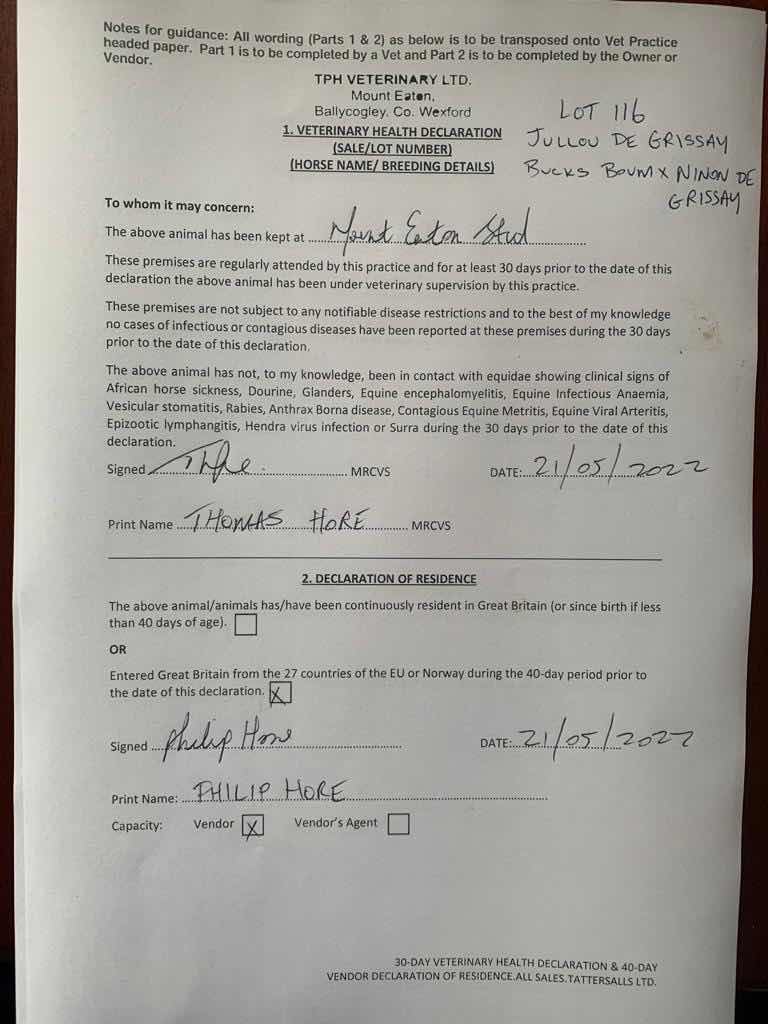 Notes for guidance: All wording (Parts 1 & 2) as below is to be transposed onto Vet Practice
headed paper. Part 1 is to be completed by a Vet and Part 2 is to be completed by the Owner or
Vendor.
TPH VETERINARY LTD.
Mount Eaton,
Ballycogley, Co. Wexford
1. VETERINARY HEALTH DECLARATION
(SALE/LOT NUMBER)
(HORSE NAME/ BREEDING DETAILS)
LOT 116
JULLOU DE GRISSAY
BUCKS BOUM X NINON DE
GRISSAY
To whom it may concern:
The above animal has been kept at ...Mount Eaton Stud...
These premises are regularly attended by this practice and for at least 30 days prior to the date of this
declaration the above animal has been under veterinary supervision by this practice.
These premises are not subject to any notifiable disease restrictions and to the best of my knowledge
no cases of infectious or contagious diseases have been reported at these premises during the 30 days
prior to the date of this declaration.
The above animal has not, to my knowledge, been in contact with equidae showing clinical signs of
African horse sickness, Dourine, Glanders, Equine encephalomyelitis, Equine Infectious Anaemia,
Vesicular stomatitis, Rabies, Anthrax Borna disease, Contagious Equine Metritis, Equine Viral Arteritis,
Epizootic lymphangitis, Hendra virus infection or Surra during the 30 days prior to the date of this
declaration.
Signed ... MRCVS DATE:...21/05/2022
Print Name ...THOMAS HORE... MRCVS
2. DECLARATION OF RESIDENCE
The above animal/animals has/have been continuously resident in Great Britain (or since birth if less
than 40 days of age).
OR
Entered Great Britain from the 27 countries of the EU or Norway during the 40-day period prior to
the date of this declaration. X
Signed ...Philip Hore... DATE:...21/05/2022
Print Name: ...PHILIP HORE...
Capacity: Vendor X Vendor's Agent
30-DAY VETERINARY HEALTH DECLARATION & 40-DAY
VENDOR DECLARATION OF RESIDENCE.ALL SALES.TATTERSALLS LTD.